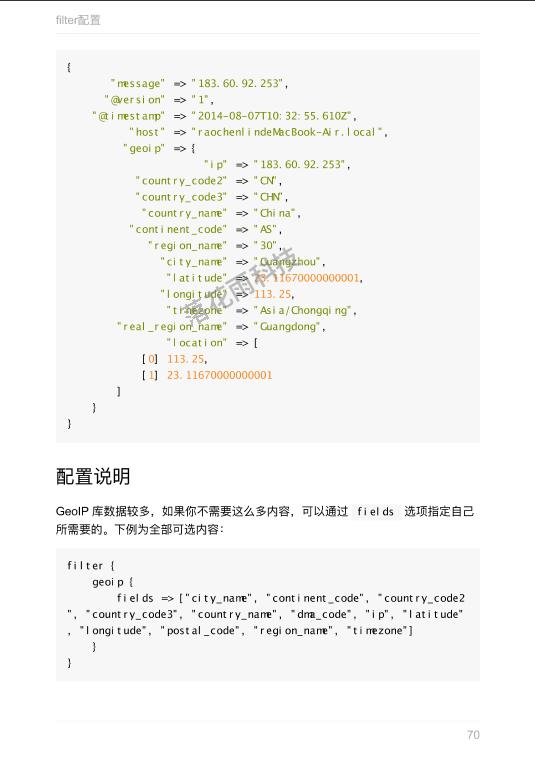 filter配置
{
"message" => "183.60.92.253",
"@version" => "1",
"@timestamp" => "2014-08-07T10:32:55.610Z",
"host" => "raochenlindeMacBook-Air.local",
"geoip" => {
"ip" => "183.60.92.253",
"country_code2" => "CN",
"country_code3" => "CHN",
"country_name" => "China",
"continent_code" => "AS",
"region_name" => "30",
"city_name" => "Guangzhou",
"latitude" => 23.11670000000001,
"longitude" => 113.25,
"timezone" => "Asia/Chongqing",
"real_region_name" => "Guangdong",
"location" => [
[0] 113.25,
[1] 23.11670000000001
]
}
}
落花雨科技
配置说明
GeoIP 库数据较多，如果你不需要这么多内容，可以通过 fields 选项指定自己
所需要的。下例为全部可选内容：
filter {
geoip {
fields => ["city_name", "continent_code", "country_code2
", "country_code3", "country_name", "dma_code", "ip", "latitude"
, "longitude", "postal_code", "region_name", "timezone"]
}
}
70